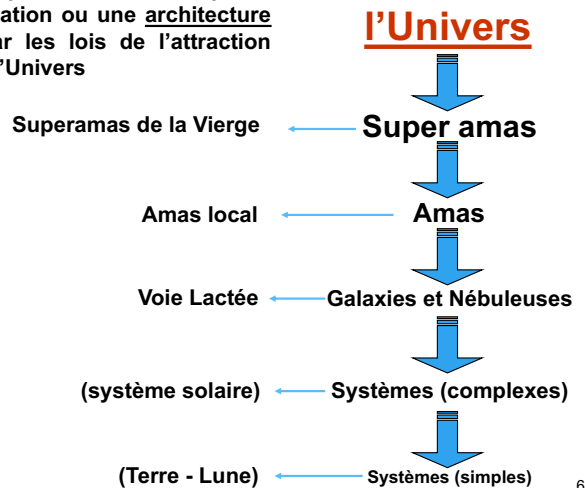 ation ou une architecture
ar les lois de l'attraction
'Univers
l'Univers
Superamas de la Vierge
Super amas
Amas local
Amas
Voie Lactée
Galaxies et Nébuleuses
(système solaire)
Systèmes (complexes)
(Terre - Lune)
Systèmes (simples)
6